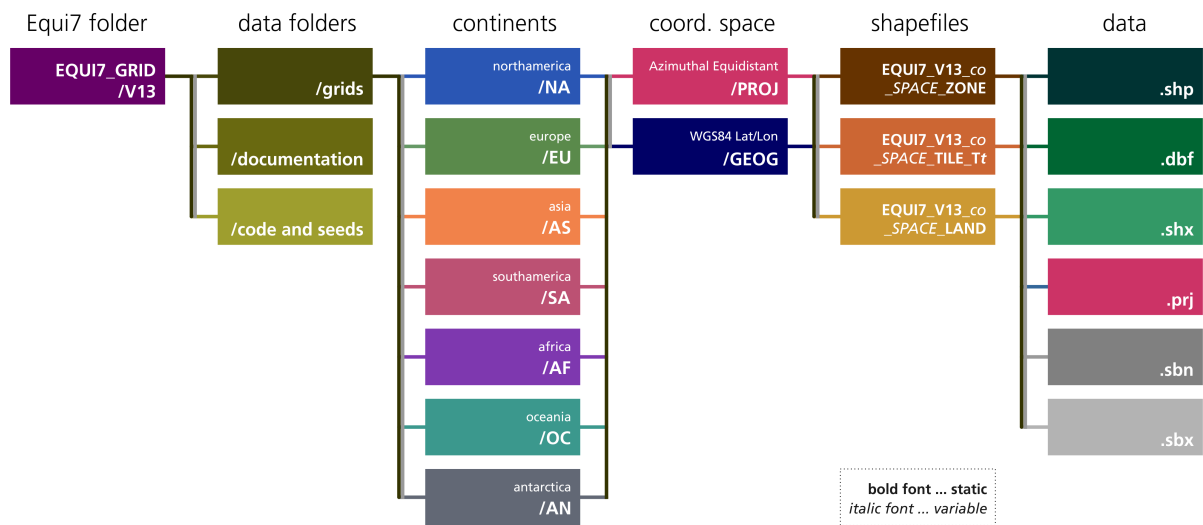 Equi7 folder
data folders
continents
coord. space
shapefiles
data
EQUI7_GRID
/V13
/grids
/documentation
/code and seeds
northamerica
/NA
europe
/EU
asia
/AS
southamerica
/SA
africa
/AF
oceania
/OC
antarctica
/AN
Azimuthal Equidistant
/PROJ
WGS84 Lat/Lon
/GEOG
EQUI7_V13_co
_SPACE_ZONE
EQUI7_V13_co
_SPACE_TILE_Tt
EQUI7_V13_co
_SPACE_LAND
.shp
.dbf
.shx
.prj
.sbn
.sbx
bold font ... static
italic font ... variable